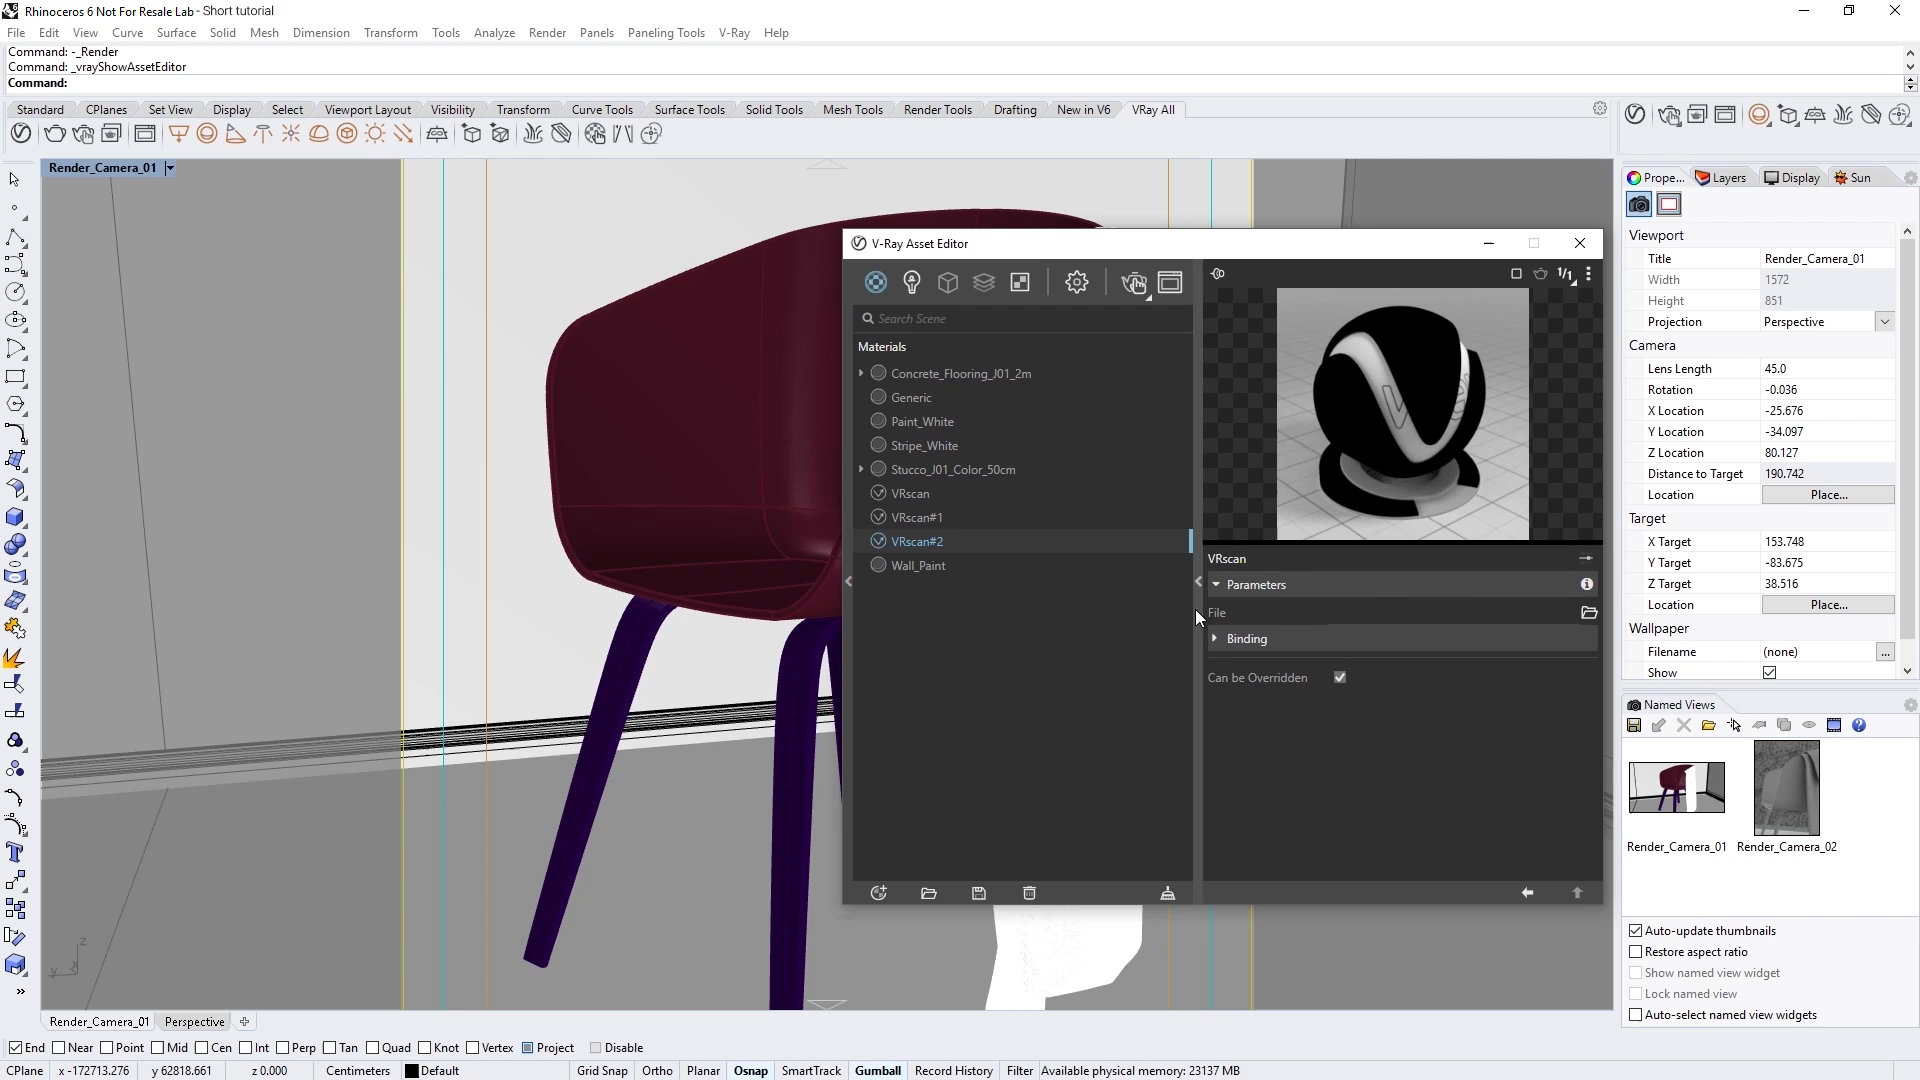 Rhinoceros 6 Not For Resale Lab - Short tutorial
File Edit View Curve Surface Solid Mesh Dimension Transform Tools Analyze Render Panels Paneling Tools V-Ray Help
Command: -_Render
Command: _vrayShowAssetEditor
Command:
Standard CPlanes Set View Display Select Viewport Layout Visibility Transform Curve Tools Surface Tools Solid Tools Mesh Tools Render Tools Drafting New in V6 VRay All
Render_Camera_01
V-Ray Asset Editor
1/1
Search Scene
Materials
Concrete_Flooring_J01_2m
Generic
Paint_White
Stripe_White
Stucco_J01_Color_50cm
VRscan
VRscan#1
VRscan#2
Wall_Paint
VRscan
Parameters
File
Binding
Can be Overridden
Prope... Layers Display Sun
Viewport
Title Render_Camera_01
Width 1572
Height 851
Projection Perspective
Camera
Lens Length 45.0
Rotation -0.036
X Location -25.676
Y Location -34.097
Z Location 80.127
Distance to Target 190.742
Location Place...
Target
X Target 153.748
Y Target -83.675
Z Target 38.516
Location Place...
Wallpaper
Filename (none) ...
Show
Named Views
Render_Camera_01 Render_Camera_02
Auto-update thumbnails
Restore aspect ratio
Show named view widget
Lock named view
Auto-select named view widgets
z
y x
Render_Camera_01 Perspective
End Near Point Mid Cen Int Perp Tan Quad Knot Vertex Project Disable
CPlane x -172713.276 y 62818.661 z 0.000 Centimeters Default Grid Snap Ortho Planar Osnap SmartTrack Gumball Record History Filter Available physical memory: 23137 MB